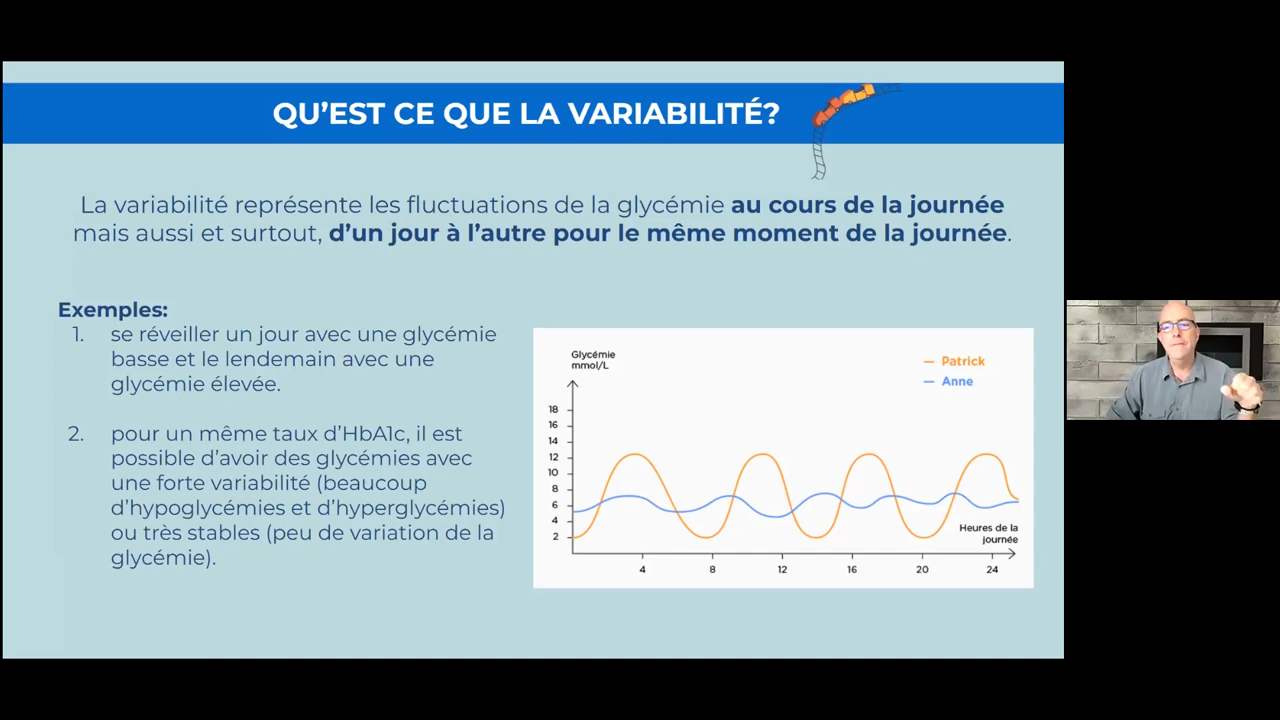 QU'EST CE QUE LA VARIABILITÉ?
La variabilité représente les fluctuations de la glycémie au cours de la journée
mais aussi et surtout, d'un jour à l'autre pour le même moment de la journée.
Exemples:
1. se réveiller un jour avec une glycémie
basse et le lendemain avec une
glycémie élevée.
2. pour un même taux d'HbA1c, il est
possible d'avoir des glycémies avec
une forte variabilité (beaucoup
d'hypoglycémies et d'hyperglycémies)
ou très stables (peu de variation de la
glycémie).
Glycémie
mmol/L
Patrick
Anne
18
16
14
12
10
8
6
4
2
Heures de la
journée
4 8 12 16 20 24